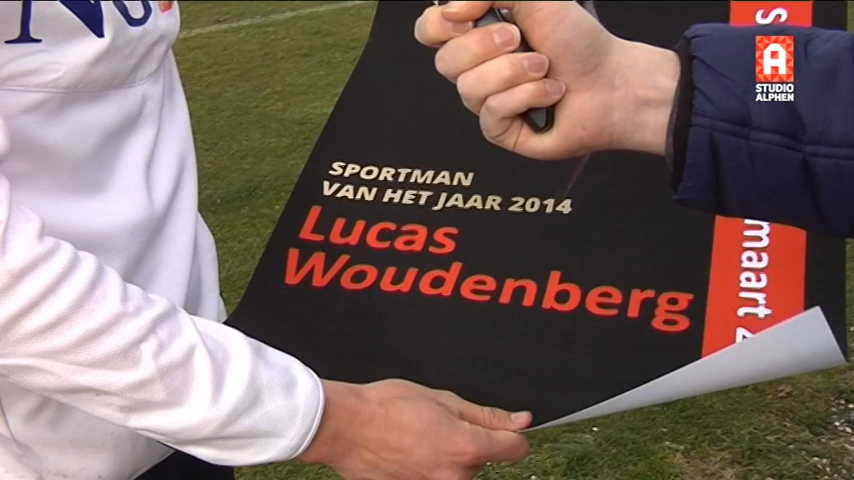 STUDIO
ALPHEN
SPORTMAN
VAN HET JAAR 2014
Lucas
Woudenberg
maart